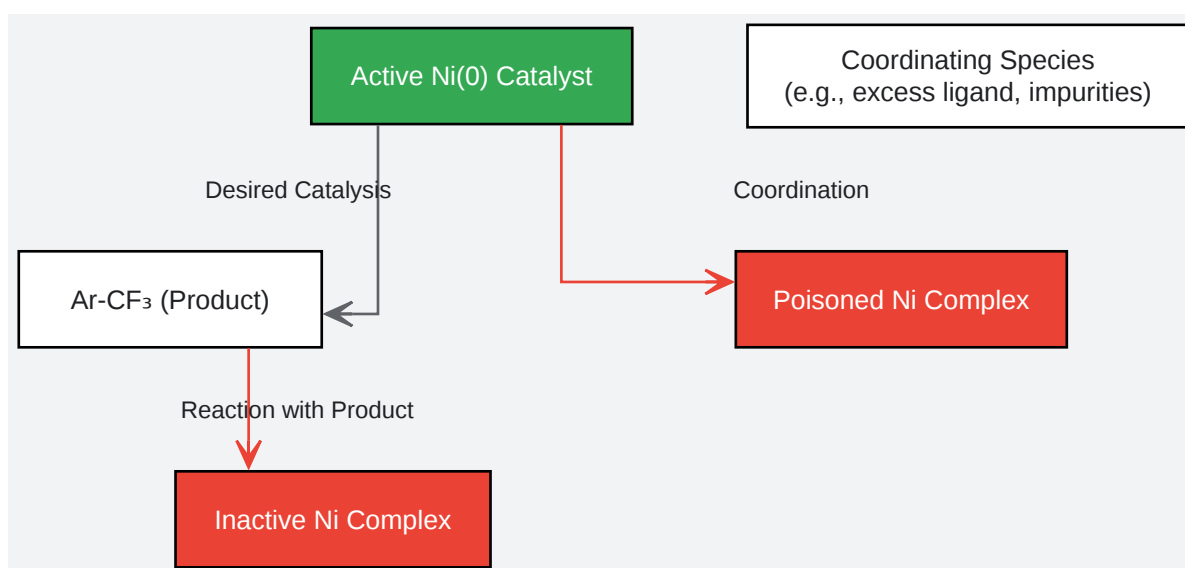 Active Ni(0) Catalyst
Coordinating Species
(e.g., excess ligand, impurities)
Desired Catalysis
Coordination
Ar-CF₃ (Product)
Poisoned Ni Complex
Reaction with Product
Inactive Ni Complex